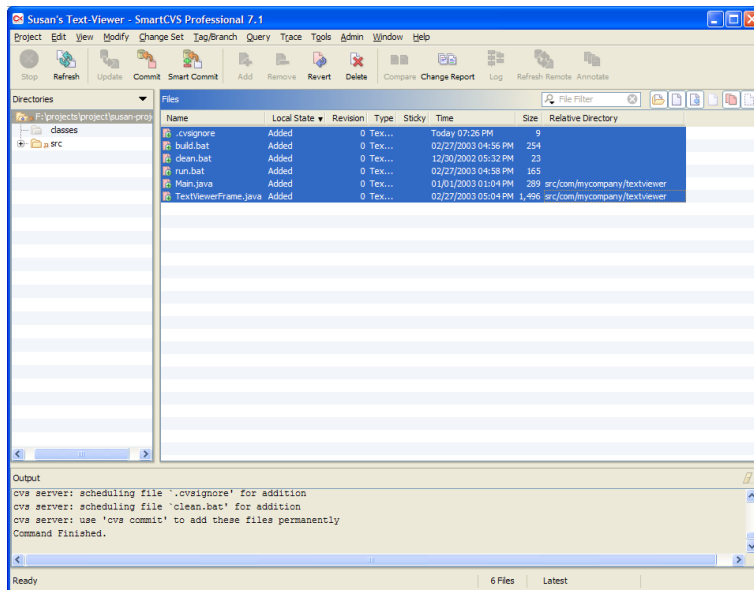 Susan's Text-Viewer - SmartCVS Professional 7.1
Project Edit View Modify Change Set Tag/Branch Query Trace Tools Admin Window Help
Stop Refresh Update Commit Smart Commit Add Remove Revert Delete Compare Change Report Log Refresh Remote Annotate
Directories
Files
File Filter
F:\projects\project\susan-proj
classes
src
Name Local State Revision Type Sticky Time Size Relative Directory
.cvsignore Added 0 Tex... Today 07:26 PM 9
build.bat Added 0 Tex... 02/27/2003 04:56 PM 254
clean.bat Added 0 Tex... 12/30/2002 05:32 PM 23
run.bat Added 0 Tex... 02/27/2003 04:58 PM 165
Main.java Added 0 Tex... 01/01/2003 01:04 PM 289 src/com/mycompany/textviewer
TextViewerFrame.java Added 0 Tex... 02/27/2003 05:04 PM 1,496 src/com/mycompany/textviewer
Output
cvs server: scheduling file `.cvsignore' for addition
cvs server: scheduling file `clean.bat' for addition
cvs server: use 'cvs commit' to add these files permanently
Command Finished.
Ready 6 Files Latest